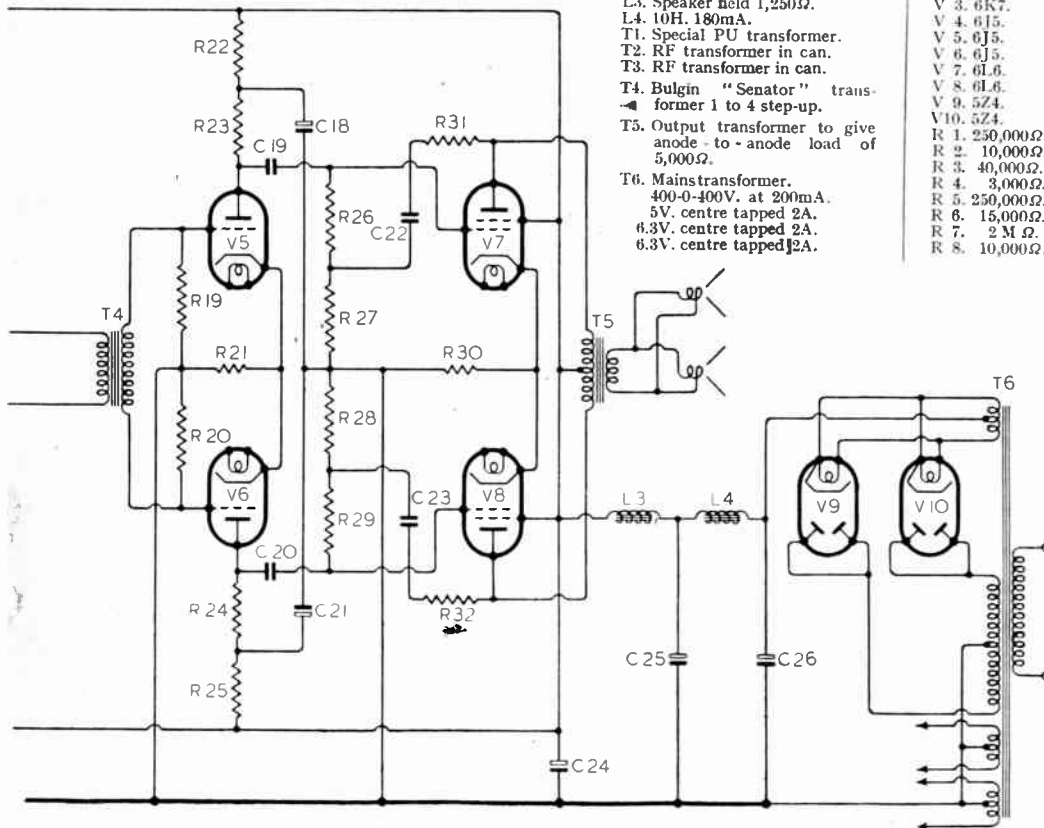 L3. Speaker field 1,250Ω.
L4. 10H. 180mA.
T1. Special PU transformer.
T2. RF transformer in can.
T3. RF transformer in can.
T4. Bulgin "Senator" trans-
former 1 to 4 step-up.
T5. Output transformer to give
anode - to - anode load of
5,000Ω.
T6. Mains transformer.
400-0-400V. at 200mA.
5V. centre tapped 2A.
6.3V. centre tapped 2A.
6.3V. centre tapped 2A.
V 3. 6K7.
V 4. 6J5.
V 5. 6J5.
V 6. 6J5.
V 7. 6L6.
V 8. 6L6.
V 9. 5Z4.
V10. 5Z4.
R 1. 250,000Ω
R 2. 10,000Ω
R 3. 40,000Ω.
R 4. 3,000Ω.
R 5. 250,000Ω.
R 6. 15,000Ω.
R 7. 2 M Ω.
R 8. 10,000Ω.
R22
R23
C18
C19
R31
V5
R26
C22
V7
R19
T4
R27
T5
R21
R30
T6
R20
R28
V6
C23
V8
L3
L4
V9
V10
R29
C20
R24
C21
R32
R25
C25
C26
C24